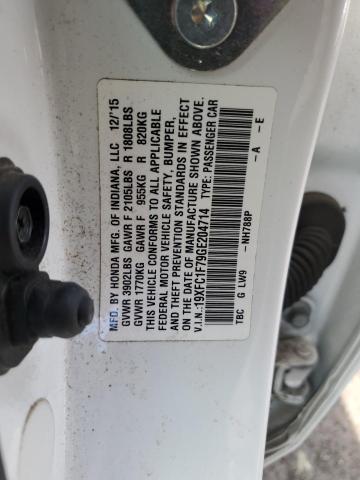 MFD. BY HONDA MFG. OF INDIANA, LLC 12/'15
GVWR 3902LBS GAWR F 2105LBS R 1808LBS
GVWR 1770KG GAWR F 955KG R 820KG
THIS VEHICLE CONFORMS TO ALL APPLICABLE
FEDERAL MOTOR VEHICLE SAFETY, BUMPER,
AND THEFT PREVENTION STANDARDS IN EFFECT
ON THE DATE OF MANUFACTURE SHOWN ABOVE.
V.I.N.:19XFC1F79GE204714 TYPE: PASSENGER CAR
TBC G LW9 -NH788P -A -E